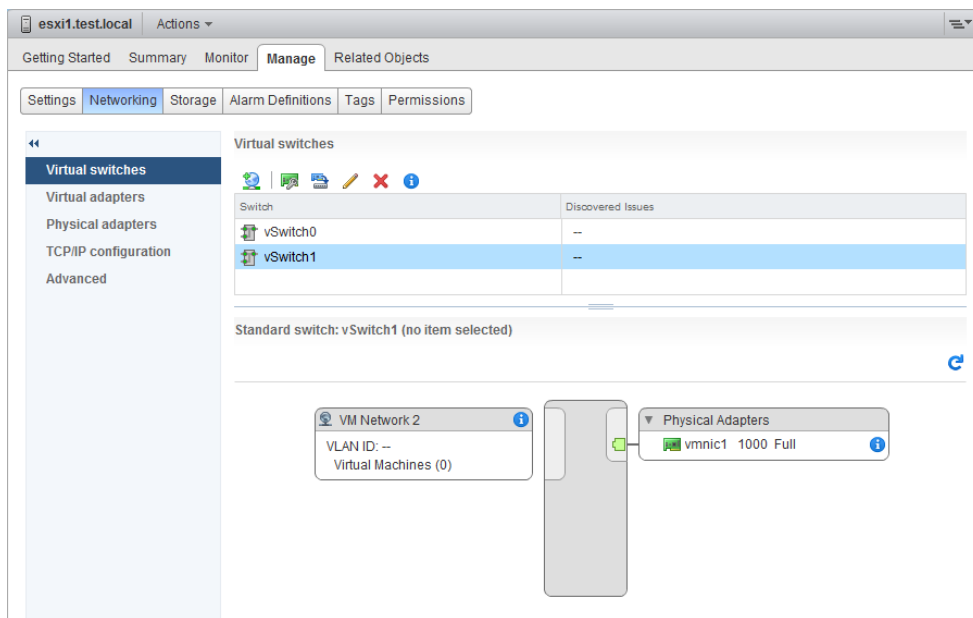 esxi1.test.local Actions
Getting Started Summary Monitor Manage Related Objects
Settings Networking Storage Alarm Definitions Tags Permissions
Virtual switches
Virtual adapters
Physical adapters
TCP/IP configuration
Advanced
Virtual switches
Switch Discovered Issues
vSwitch0 --
vSwitch1 --
Standard switch: vSwitch1 (no item selected)
VM Network 2
VLAN ID: --
Virtual Machines (0)
Physical Adapters
vmnic1 1000 Full